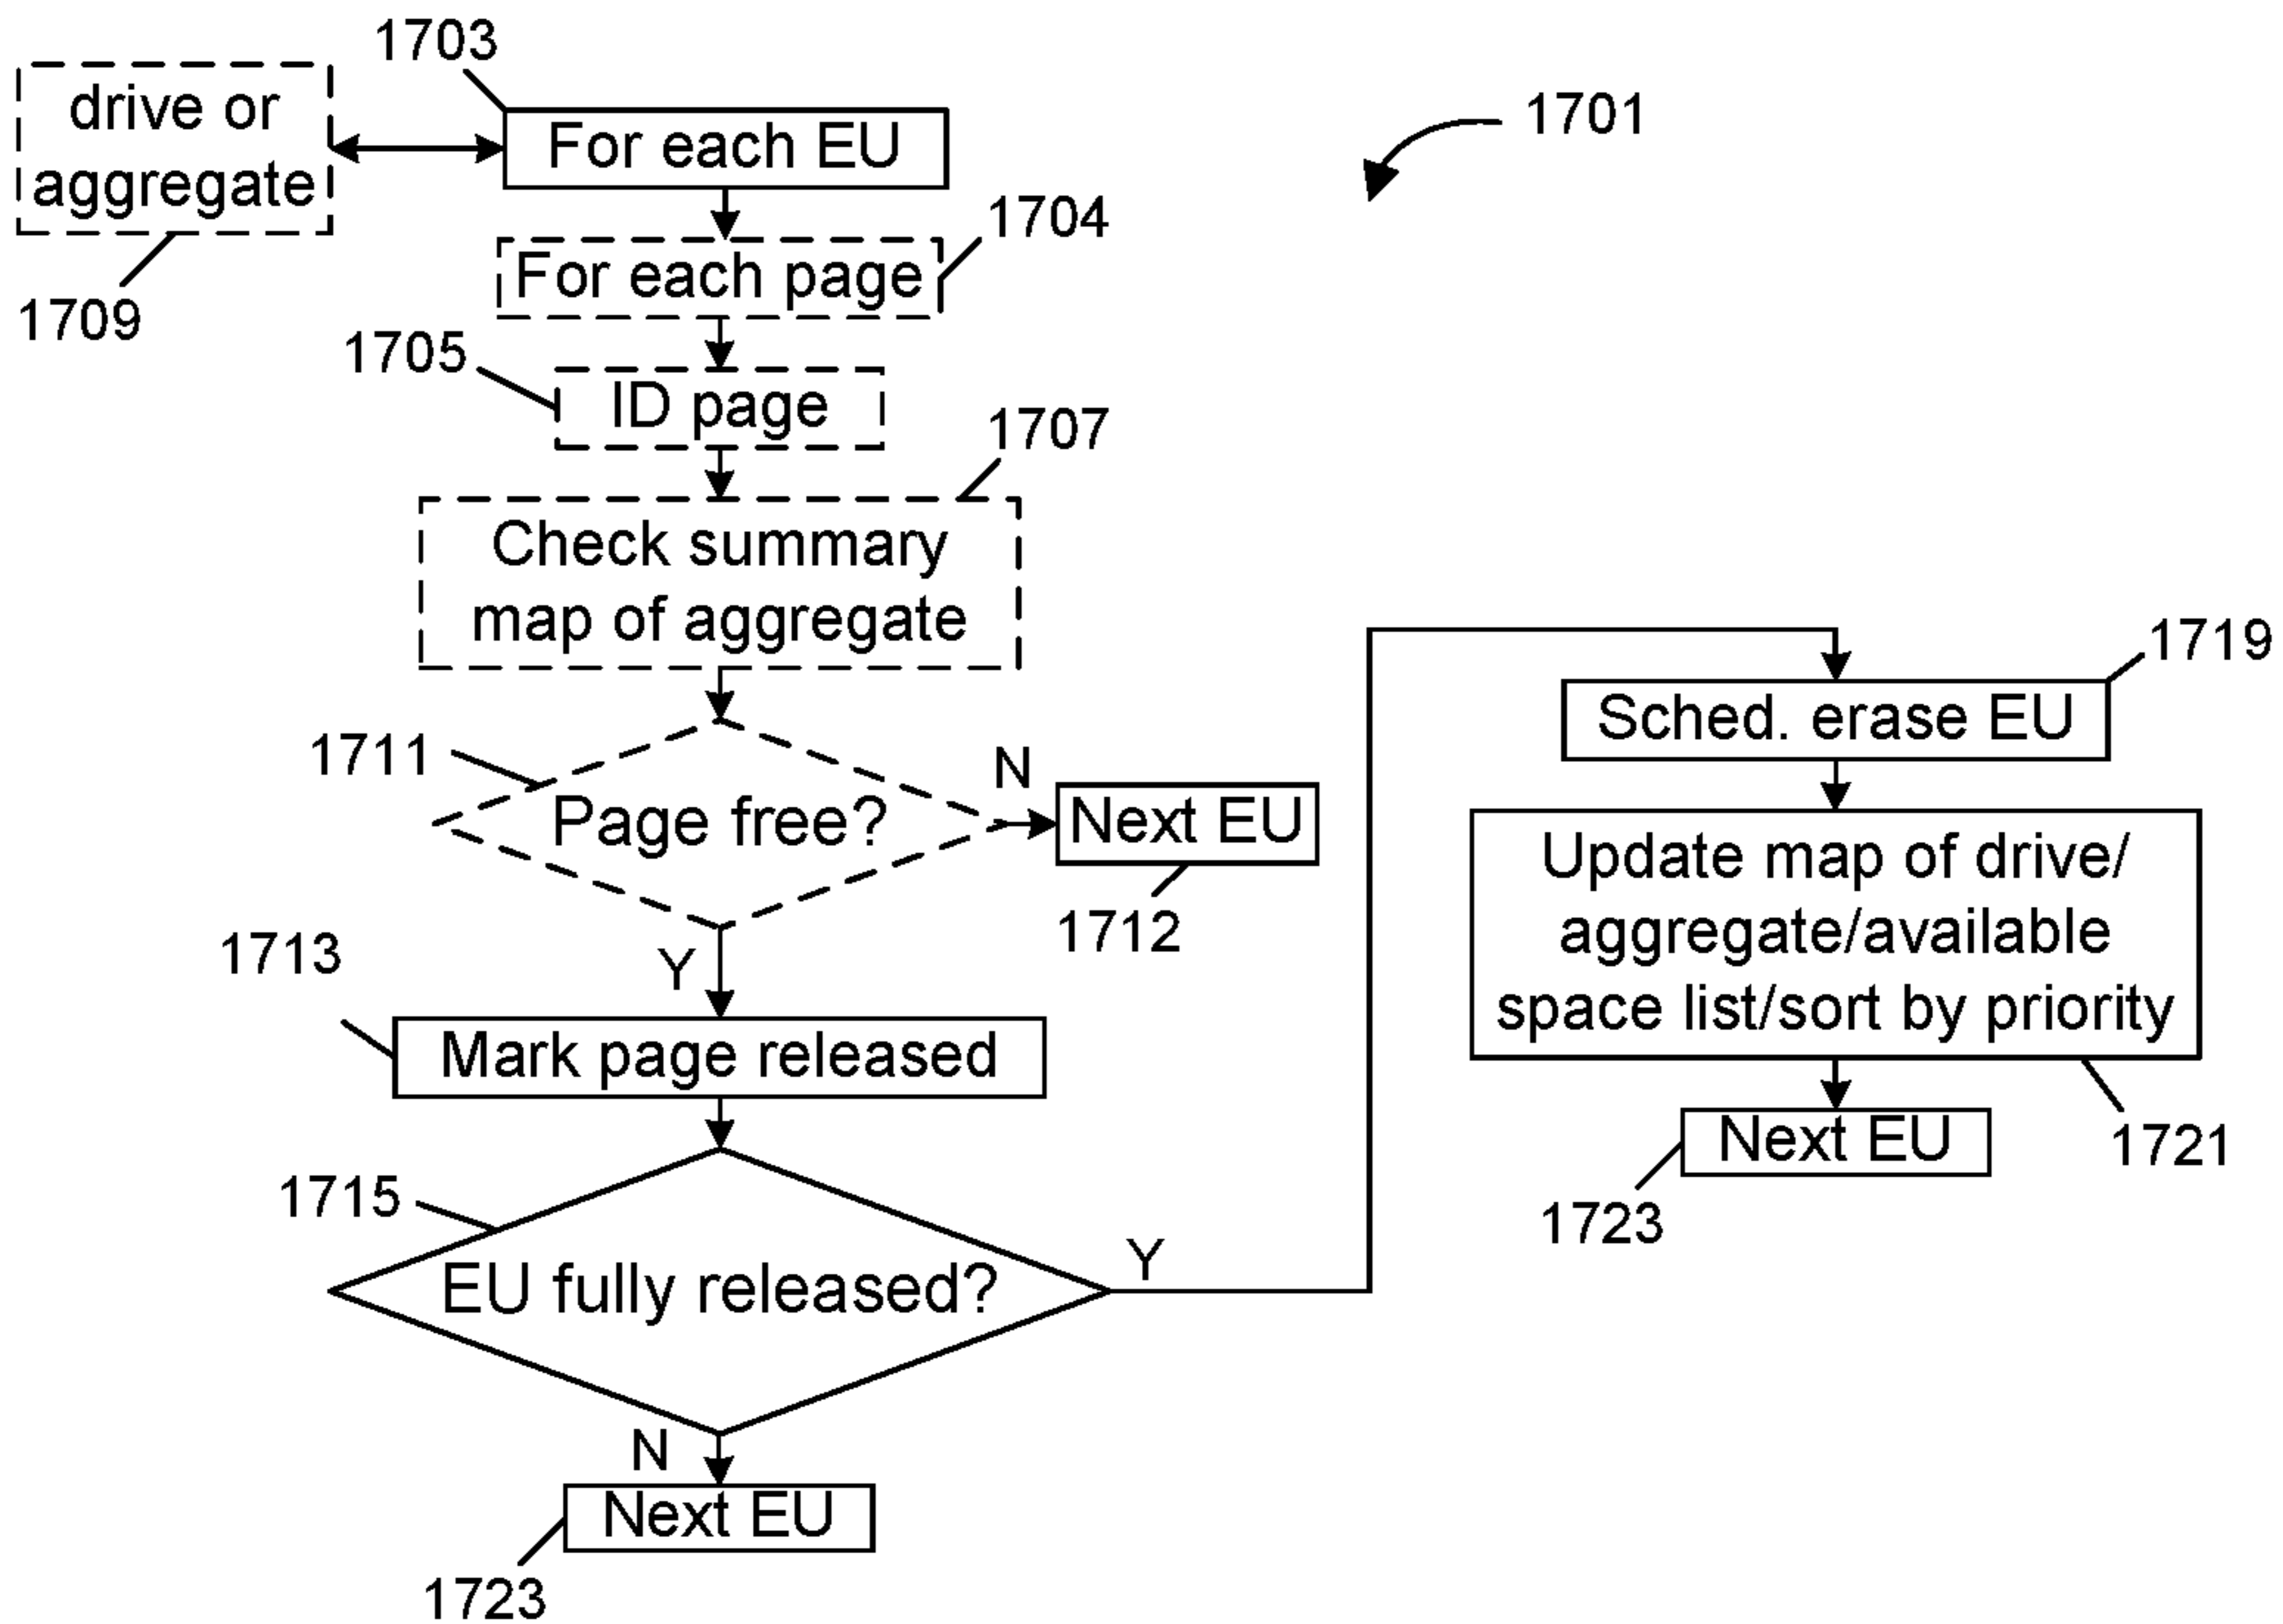 1703
drive or
aggregate
For each EU
1701
1704
For each page
1709
1705
ID page
1707
Check summary
map of aggregate
1719
Sched. erase EU
1711
Page free?
N
Next EU
1712
Update map of drive/
aggregate/available
space list/sort by priority
1713
Y
Mark page released
1721
Next EU
1723
1715
EU fully released?
Y
N
Next EU
1723